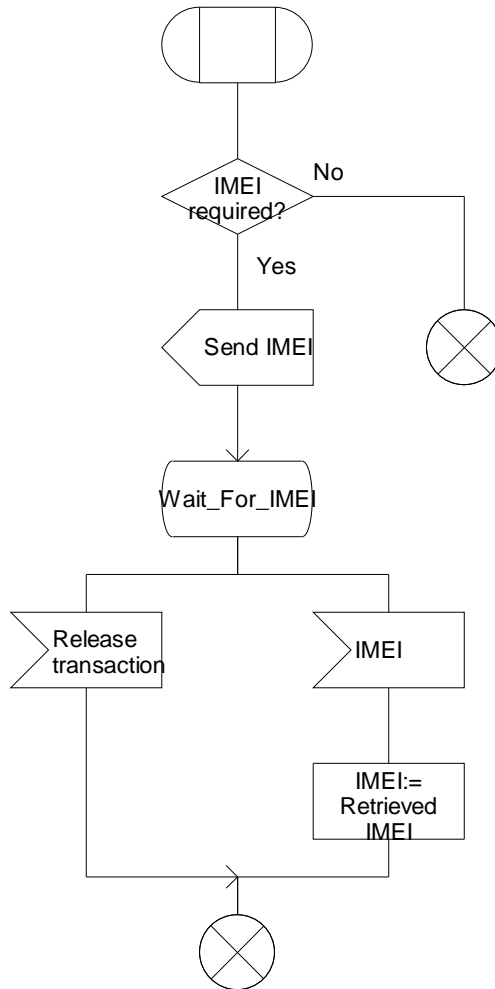 IMEI
required?
No
Yes
Send IMEI
Wait_For_IMEI
Release
transaction
IMEI
IMEI:=
Retrieved
IMEI